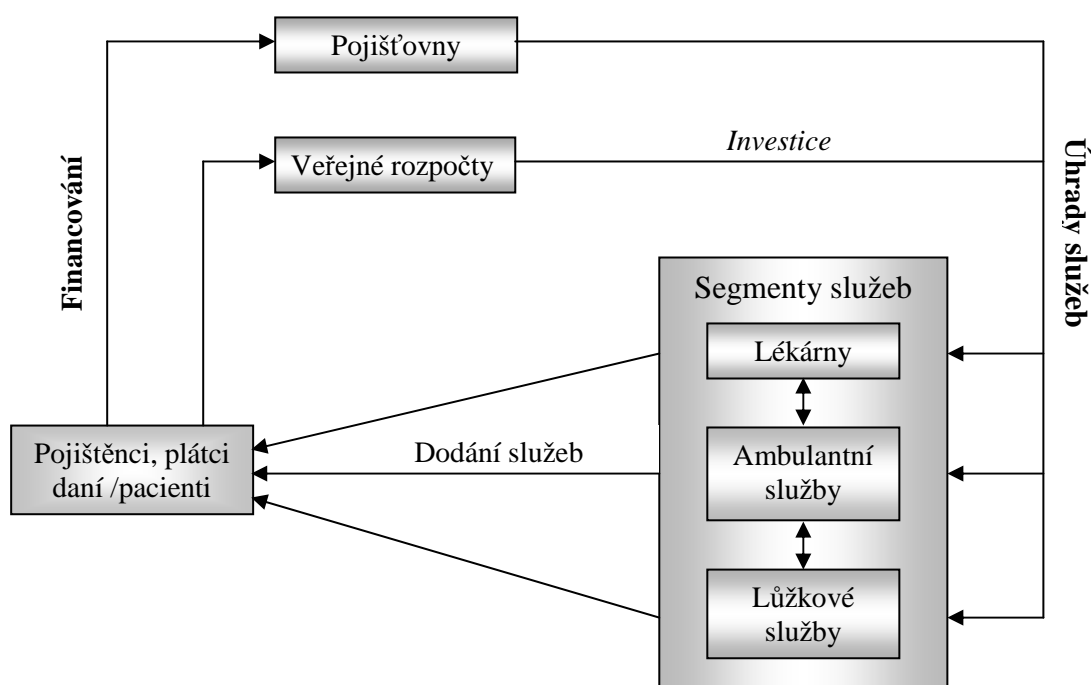 Pojišťovny
Veřejné rozpočty
Investice
Financování
Úhrady služeb
Segmenty služeb
Lékárny
Pojištěnci, plátci
daní /pacienti
Dodání služeb
Ambulantní
služby
Lůžkové
služby